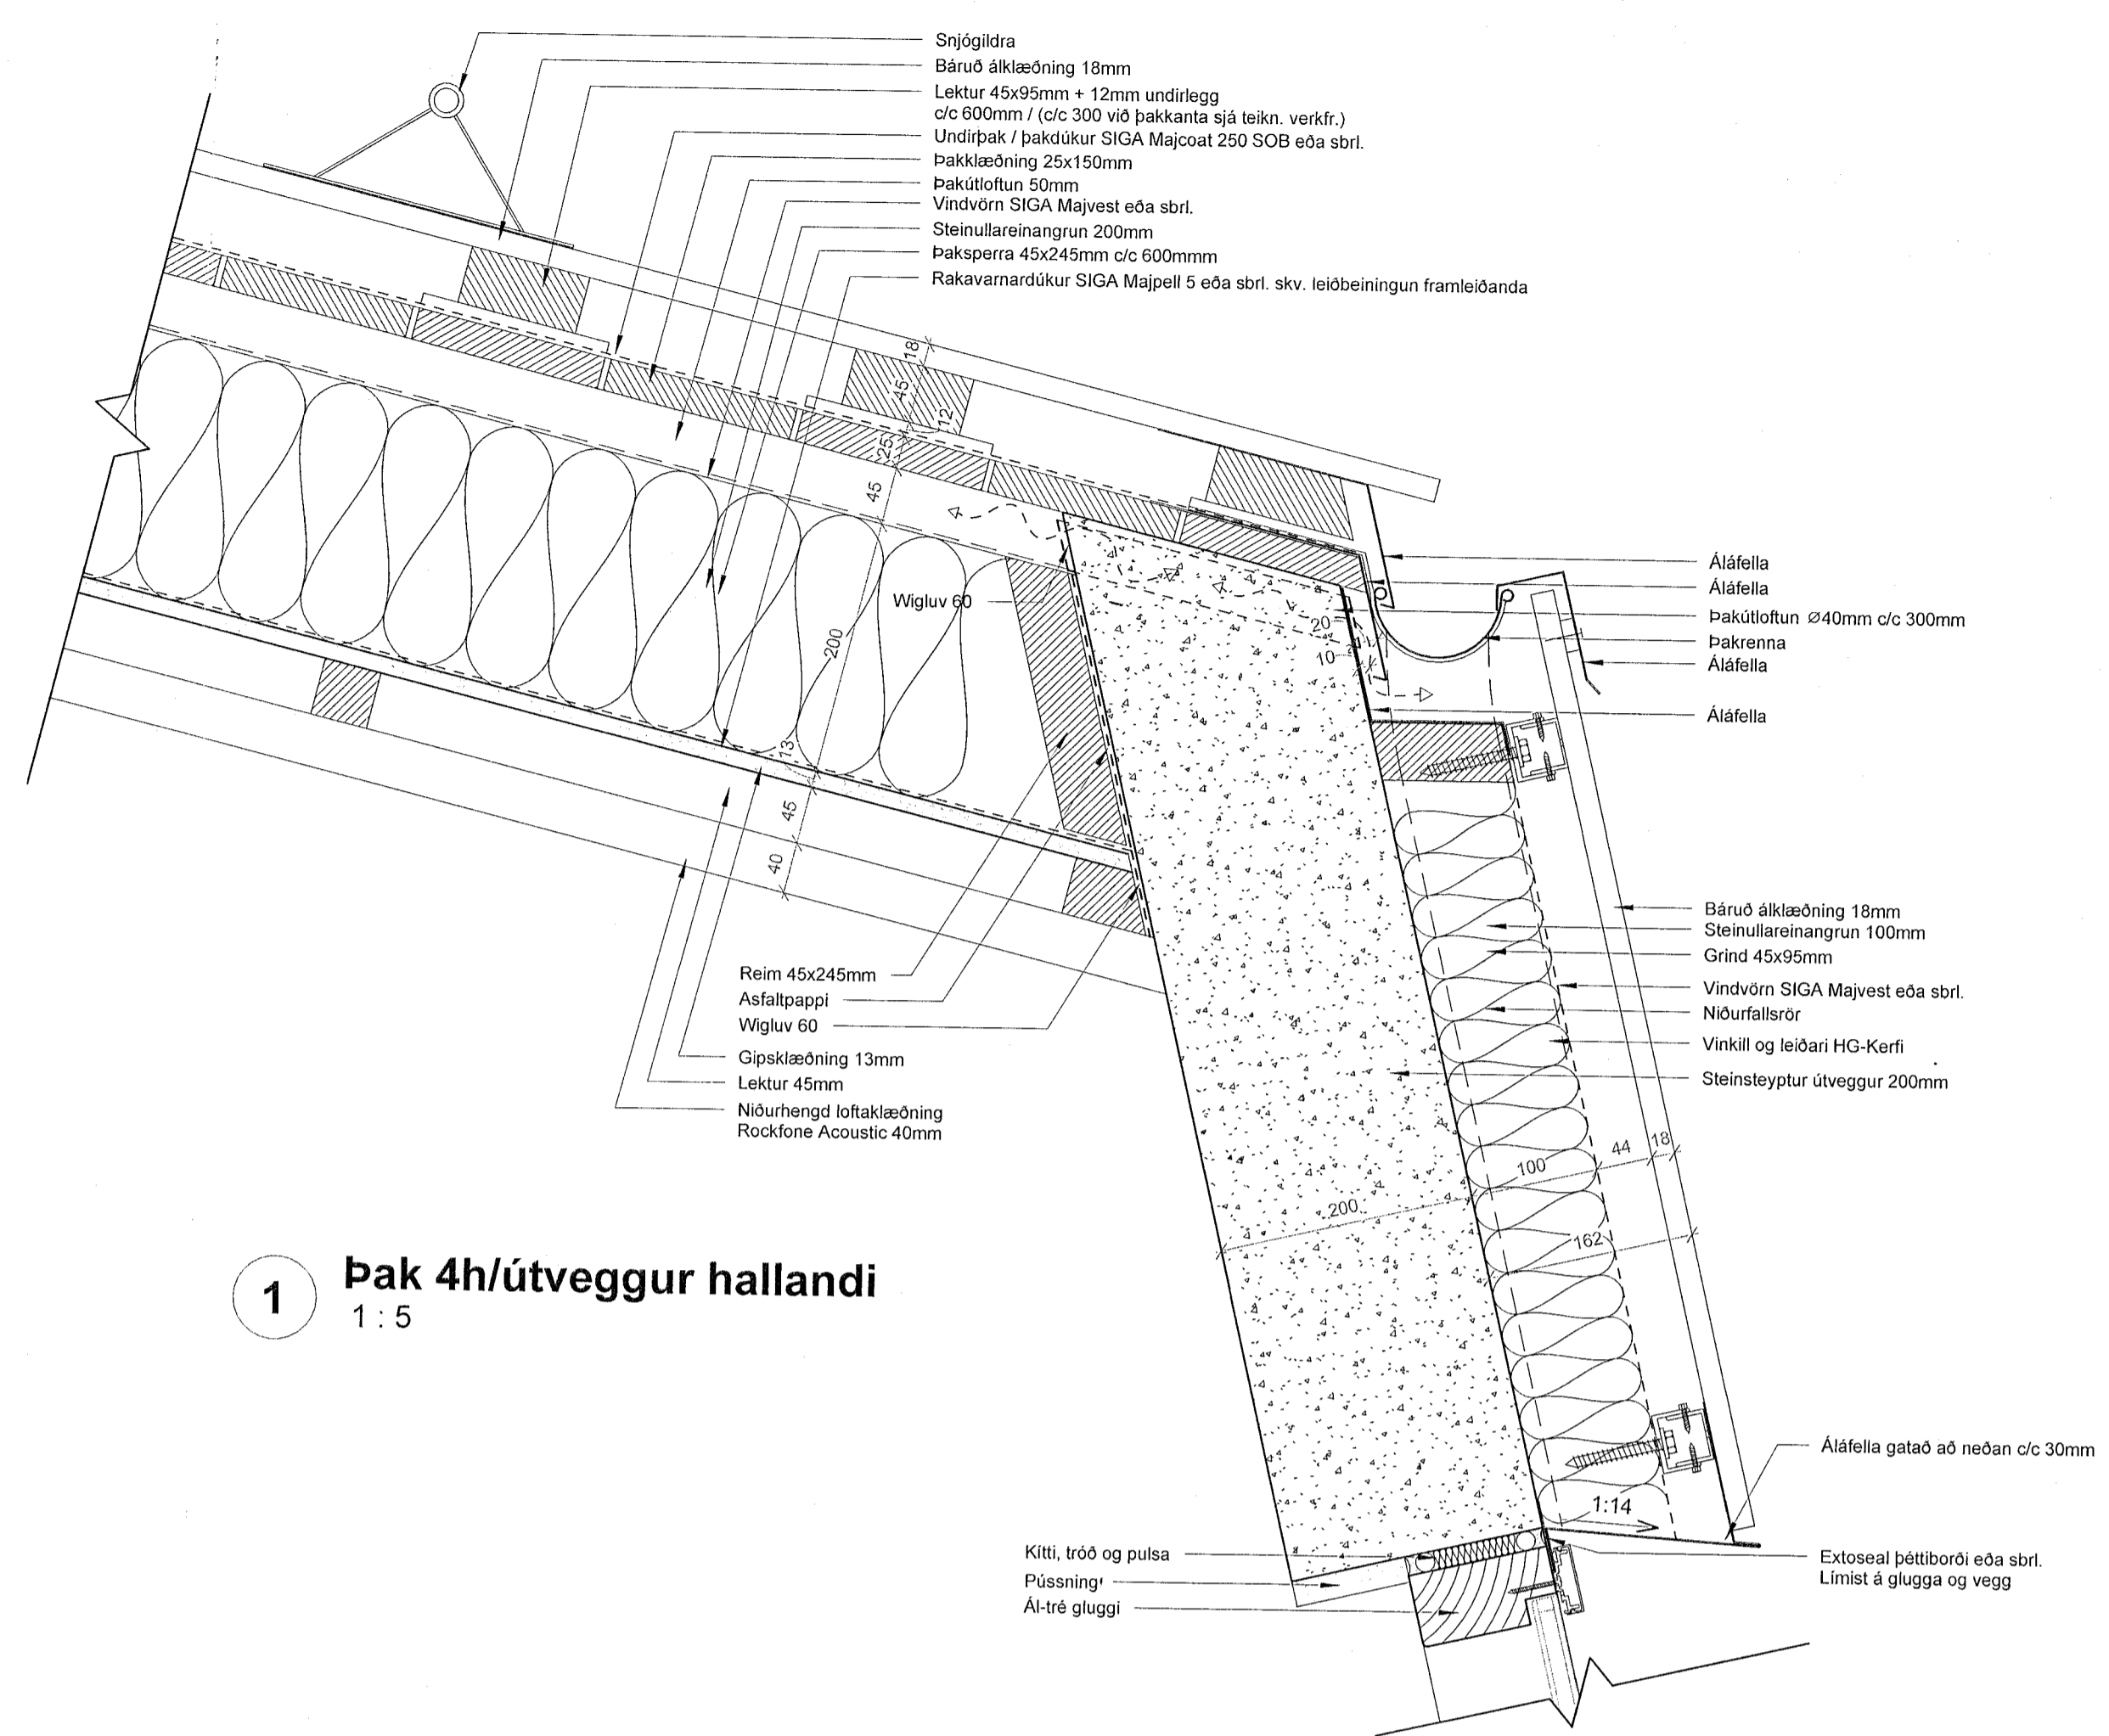 Snjógildra
Báruð álklæðning 18mm
Lektur 45x95mm + 12mm undirlegg
c/c 600mm / (c/c 300 við þakkanta sjá teikn. verkfr.)
Undirþak / þakdúkur SIGA Majcoat 250 SOB eða sbrl.
Þakklæðning 25x150mm
Þakútloftun 50mm
Vindvörn SIGA Majvest eða sbrl.
Steinullareinangrun 200mm
Þaksperra 45x245mm c/c 600mmm
Rakavarnardúkur SIGA Majpell 5 eða sbrl. skv. leiðbeiningun framleiðanda
18
45
12
25
45
200
13
45
40
Wigluv 60
20
10
Áláfella
Áláfella
Þakútloftun Ø40mm c/c 300mm
Þakrenna
Áláfella
Áláfella
Báruð álklæðning 18mm
Steinullareinangrun 100mm
Grind 45x95mm
Vindvörn SIGA Majvest eða sbrl.
Niðurfallsrör
Vinkill og leiðari HG-Kerfi
Steinsteyptur útveggur 200mm
Reim 45x245mm
Asfaltpappi
Wigluv 60
Gipsklæðning 13mm
Lektur 45mm
Niðurhengd loftaklæðning
Rockfone Acoustic 40mm
200
100
44
18
162
1
Þak 4h/útveggur hallandi
1 : 5
1:14
Áláfella gatað að neðan c/c 30mm
Kítti, tróð og pulsa
Pússning
Ál-tré gluggi
Extoseal þéttiborði eða sbrl.
Límist á glugga og vegg